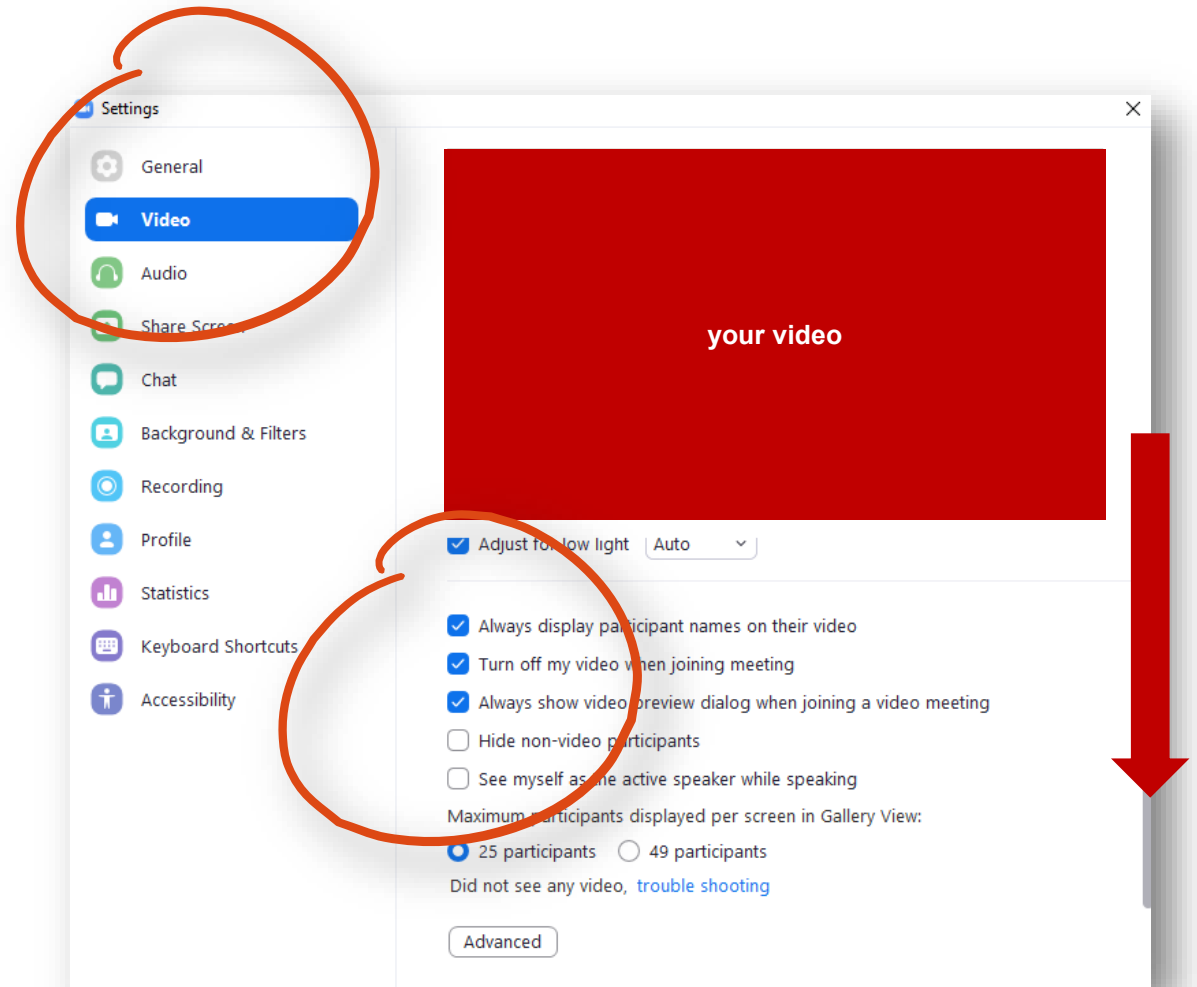 Settings
General
Video
Audio
Share Screen
Chat
Background & Filters
Recording
Profile
Statistics
Keyboard Shortcuts
Accessibility
your video
Adjust for low light Auto
Always display participant names on their video
Turn off my video when joining meeting
Always show video preview dialog when joining a video meeting
Hide non-video participants
See myself as the active speaker while speaking
Maximum participants displayed per screen in Gallery View:
25 participants 49 participants
Did not see any video, trouble shooting
Advanced